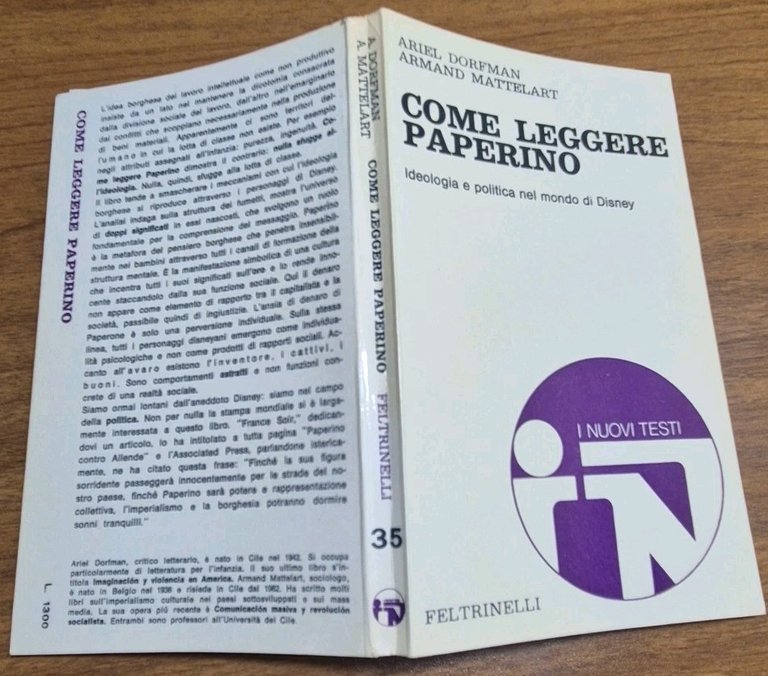 COME LEGGERE PAPERINO
L'idea borghese del lavoro intellettuale come non produttivo
insiste da un lato nel mantenere la dicotomia consacrata
dalla divisione sociale del lavoro, dall'altro nell'emarginarlo
dai conflitti che scoppiano necessariamente nella produzione
di beni materiali. Apparentemente ci sono territori del-
l'umano in cui la lotta di classe non esiste. Per esempio
negli attributi assegnati all'infanzia: purezza, ingenuità. Co-
me leggere Paperino dimostra il contrario: nulla sfugge al-
l'ideologia. Nulla, quindi, sfugge alla lotta di classe.
Il libro tende a smascherare i meccanismi con cui l'ideologia
borghese si riproduce attraverso i personaggi di Disney.
L'analisi indaga sulla struttura dei fumetti, mostra l'universo
di doppi significati in essi nascosti, che svolgono un ruolo
fondamentale per la comprensione del messaggio. Paperino
è la metafora del pensiero borghese che penetra insensibil-
mente nei bambini attraverso tutti i canali di formazione della
struttura mentale. È la manifestazione simbolica di una cultura
che incentra tutti i suoi significati sull'oro e lo rende inno-
cente staccandolo dalla sua funzione sociale. Qui il denaro
non appare come elemento di rapporto tra il capitalista e la
società, passibile quindi di ingiustizie. L'ansia di denaro di
Paperone è solo una perversione individuale. Sulla stessa
linea, tutti i personaggi disneyani emergono come individua-
lità psicologiche e non come prodotti di rapporti sociali. Ac-
canto all'avaro esistono l'inventore, i cattivi, i
buoni. Sono comportamenti astratti e non funzioni con-
crete di una realtà sociale.
Siamo ormai lontani dall'aneddoto Disney: siamo nel campo
della politica. Non per nulla la stampa mondiale si è larga-
mente interessata a questo libro. "France Soir," dedican-
dovi un articolo, lo ha intitolato a tutta pagina "Paperino
contro Allende" e l'Associated Press, parlandone isterica-
mente, ne ha citato questa frase: "Finché la sua figura
sorridente passeggerà innocentemente per le strade del no-
stro paese, finché Paperino sarà potere e rappresentazione
collettiva, l'imperialismo e la borghesia potranno dormire
sonni tranquilli."
Ariel Dorfman, critico letterario, è nato in Cile nel 1942. Si occupa
particolarmente di letteratura per l'infanzia. Il suo ultimo libro s'in-
titola Imaginación y violencia en America. Armand Mattelart, sociologo,
è nato in Belgio nel 1936 e risiede in Cile dal 1962. Ha scritto molti
libri sull'imperialismo culturale nei paesi sottosviluppati e sui mass
media. La sua opera più recente è Comunicación masiva y revolución
socialista. Entrambi sono professori all'Università del Cile.
L. 1300
A. DORFMAN
A. MATTELART
COME LEGGERE PAPERINO
FELTRINELLI
35
ARIEL DORFMAN
ARMAND MATTELART
COME LEGGERE
PAPERINO
Ideologia e politica nel mondo di Disney
I NUOVI TESTI
FELTRINELLI